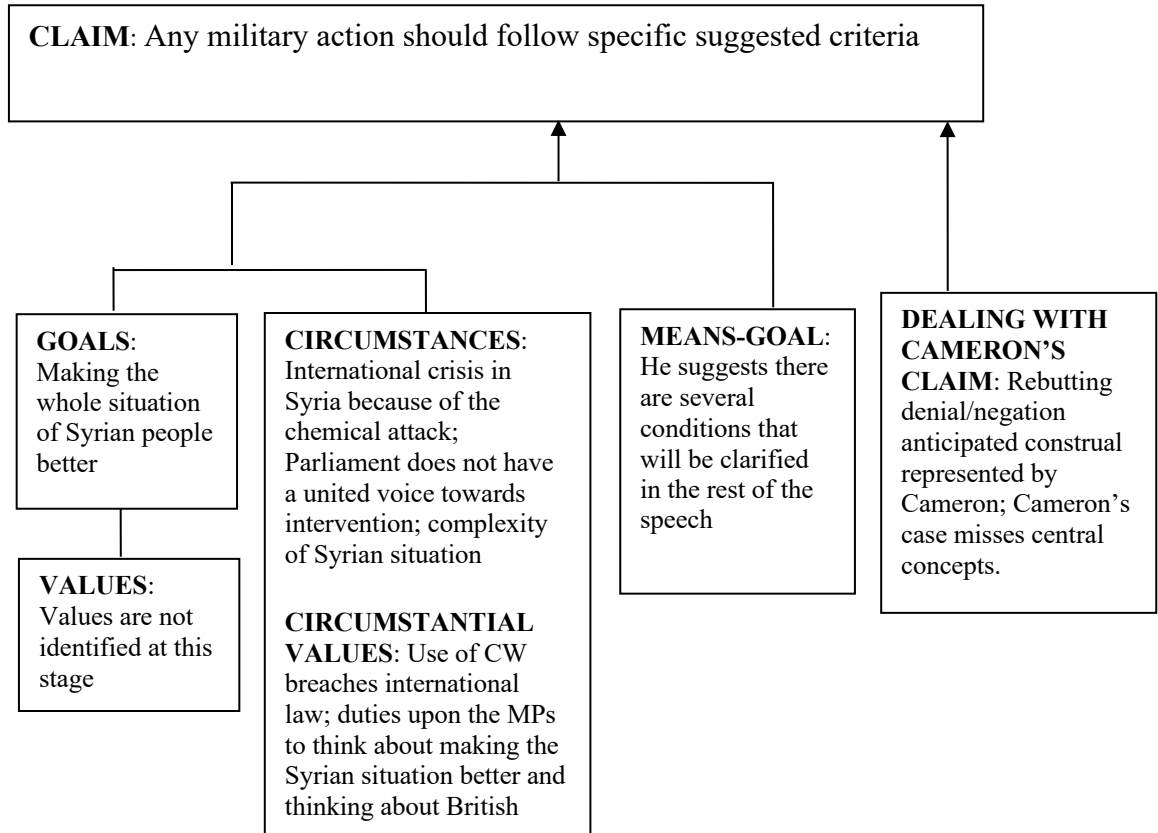 CLAIM: Any military action should follow specific suggested criteria
GOALS:
Making the
whole situation
of Syrian people
better
VALUES:
Values are not
identified at this
stage
CIRCUMSTANCES:
International crisis in
Syria because of the
chemical attack;
Parliament does not have
a united voice towards
intervention; complexity
of Syrian situation
CIRCUMSTANTIAL
VALUES: Use of CW
breaches international
law; duties upon the MPs
to think about making the
Syrian situation better and
thinking about British
MEANS-GOAL:
He suggests there
are several
conditions that
will be clarified
in the rest of the
speech
DEALING WITH
CAMERON’S
CLAIM: Rebutting
denial/negation
anticipated construal
represented by
Cameron; Cameron’s
case misses central
concepts.